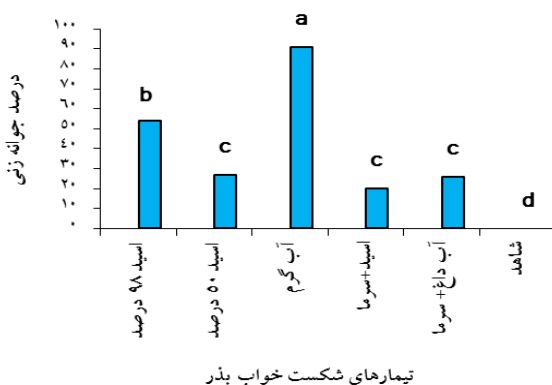 درصد جوانه زنی
۱۰۰
۹۰
۸۰
۷۰
۶۰
۵۰
۴۰
۳۰
۲۰
۱۰
۰
b
c
a
c
c
d
اسید ۹۸ درصد
اسید ۵۰ درصد
آب گرم
اسید+سرما
آب داغ+ سرما
شاهد
تیمارهای شکست خواب بذر